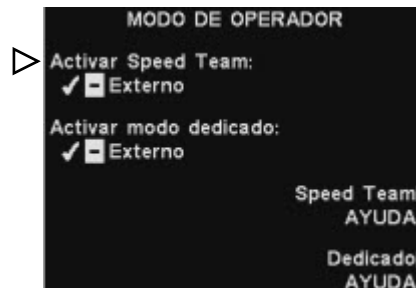 MODO DE OPERADOR
Activar Speed Team:
✓ - Externo
Activar modo dedicado:
✓ - Externo
Speed Team
AYUDA
Dedicado
AYUDA